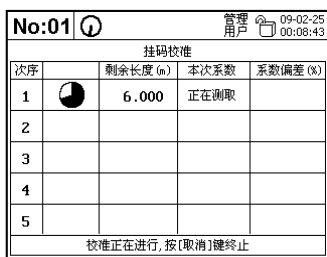 No:01 管理用户 09-02-25 00:08:43
挂码校准
次序 剩余长度(m) 本次系数 系数偏差(%)
1 6.000 正在测取
2
3
4
5
校准正在进行,按[取消]键终止